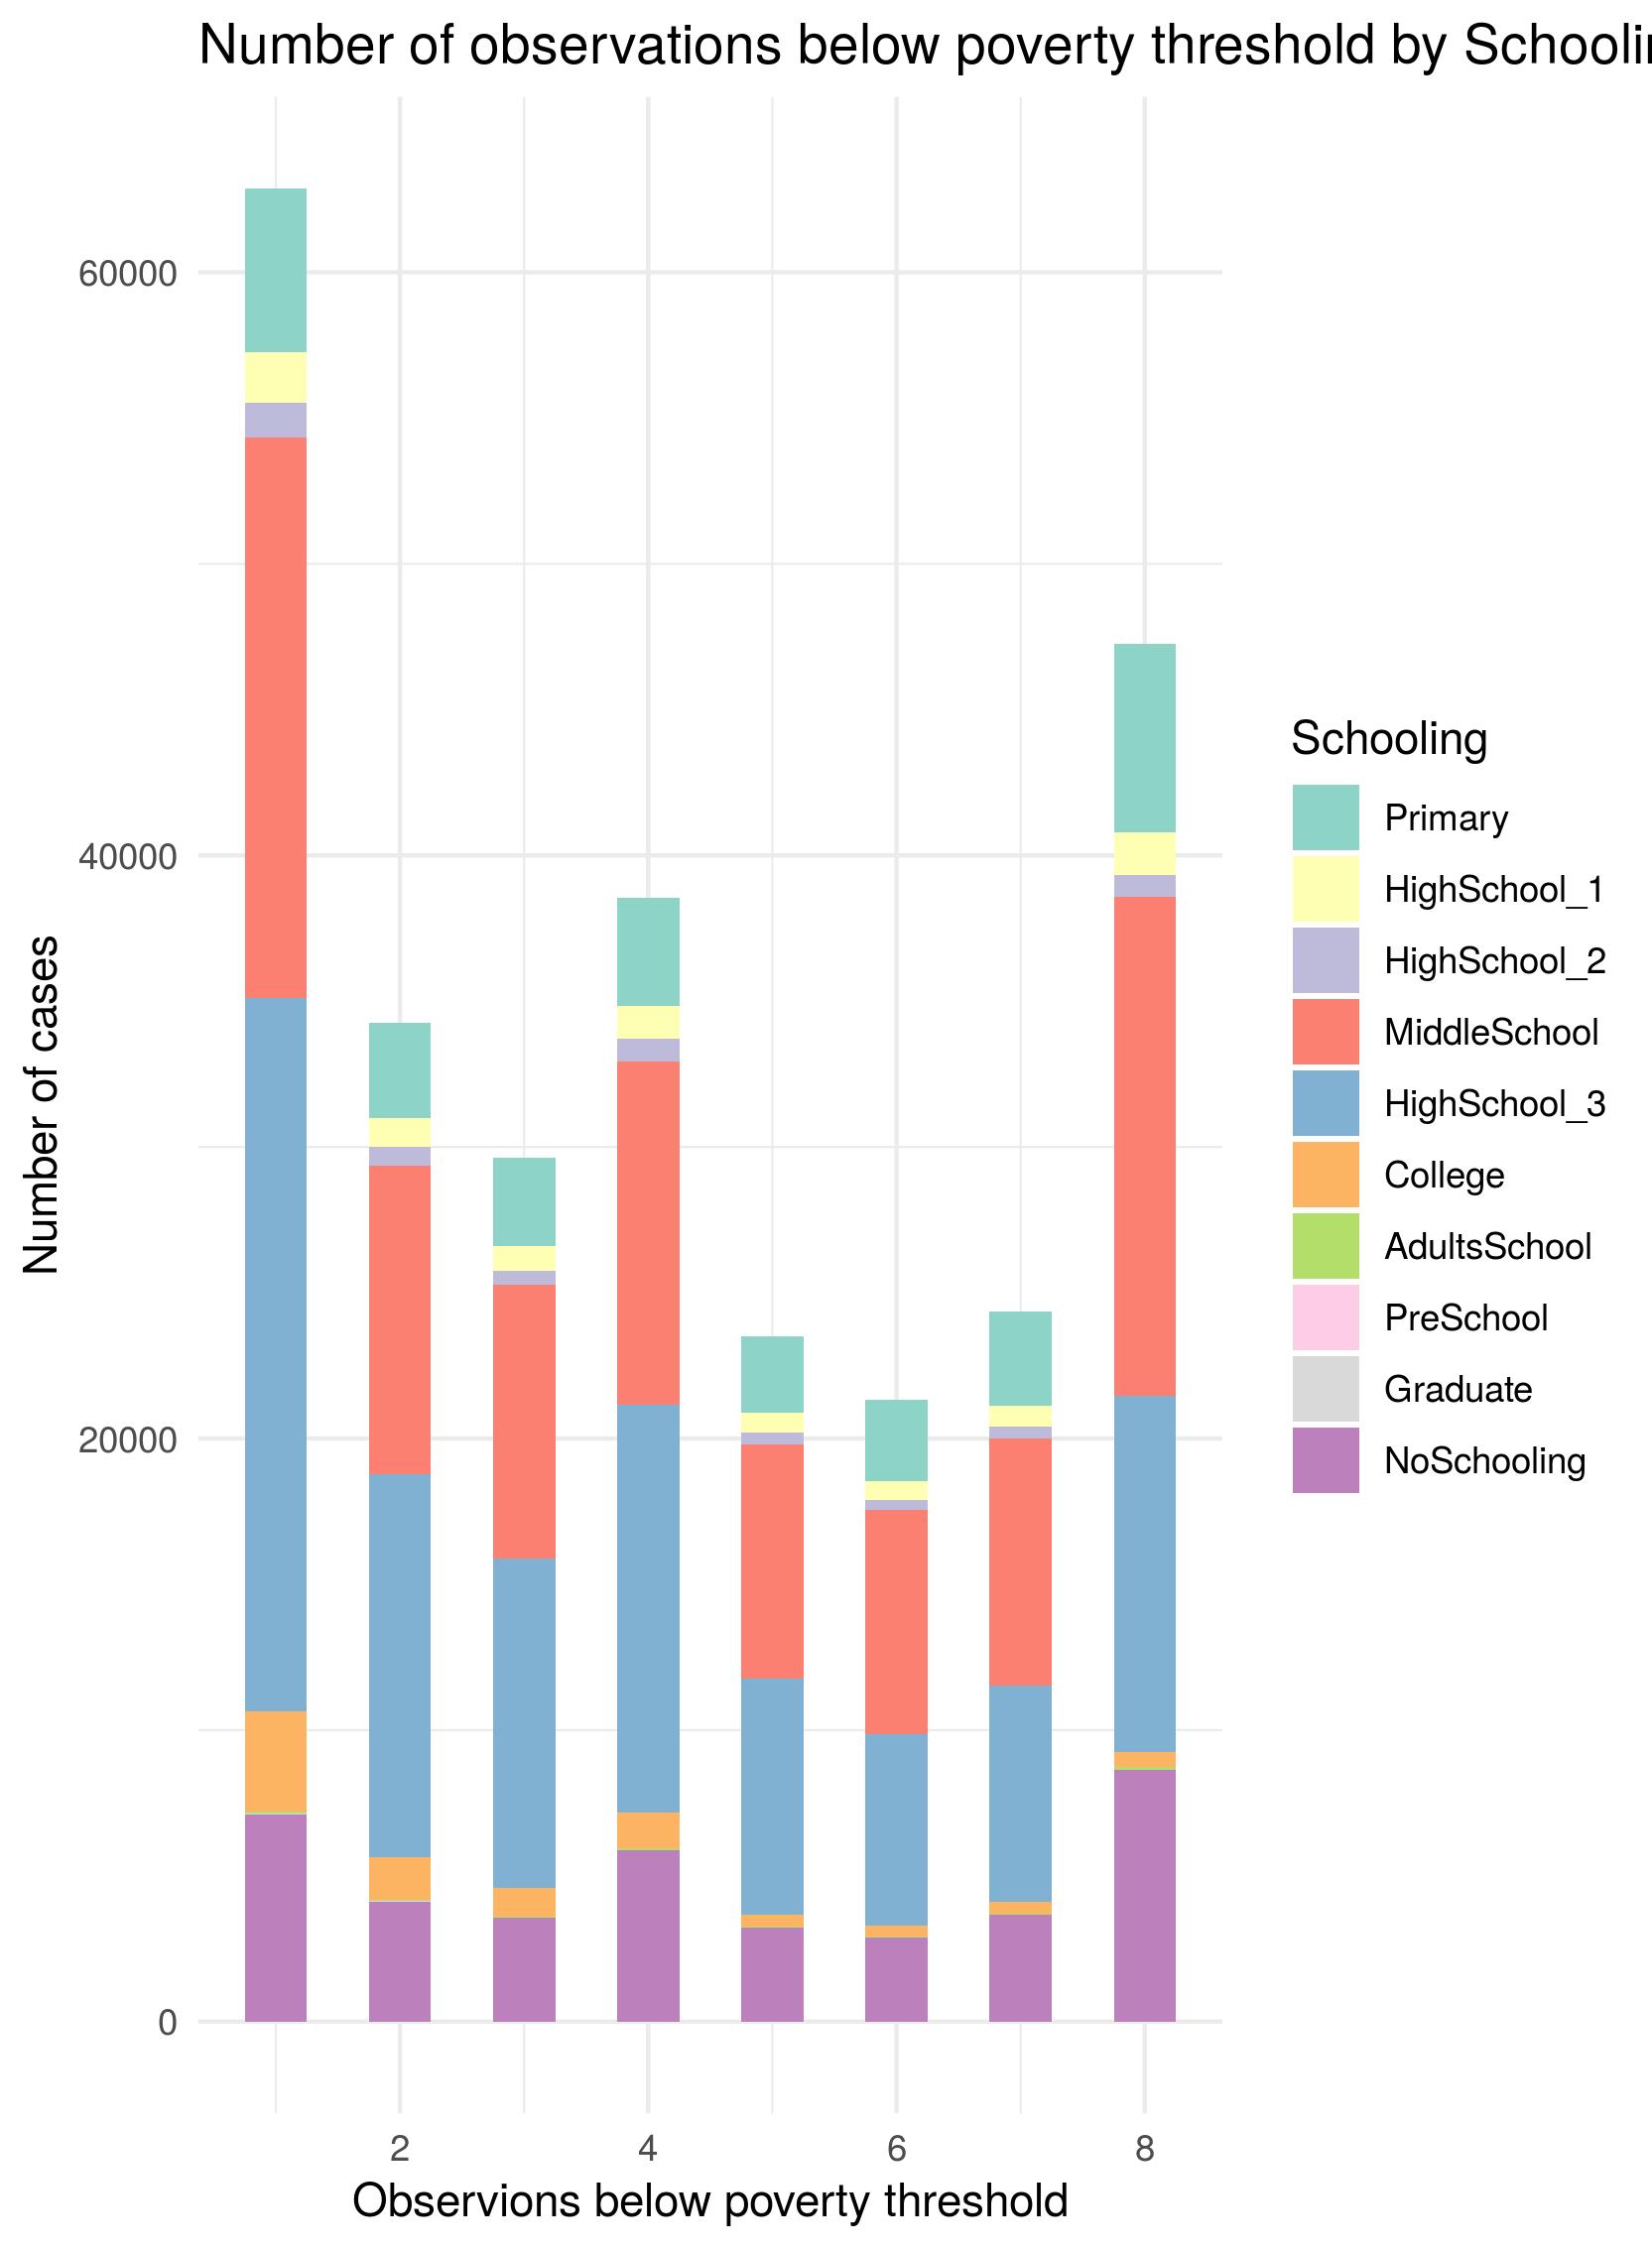 Number of observations below poverty threshold by Schooli
60000
40000
20000
0
Number of cases
2 4 6 8
Observions below poverty threshold
Schooling
Primary
HighSchool_1
HighSchool_2
MiddleSchool
HighSchool_3
College
AdultsSchool
PreSchool
Graduate
NoSchooling